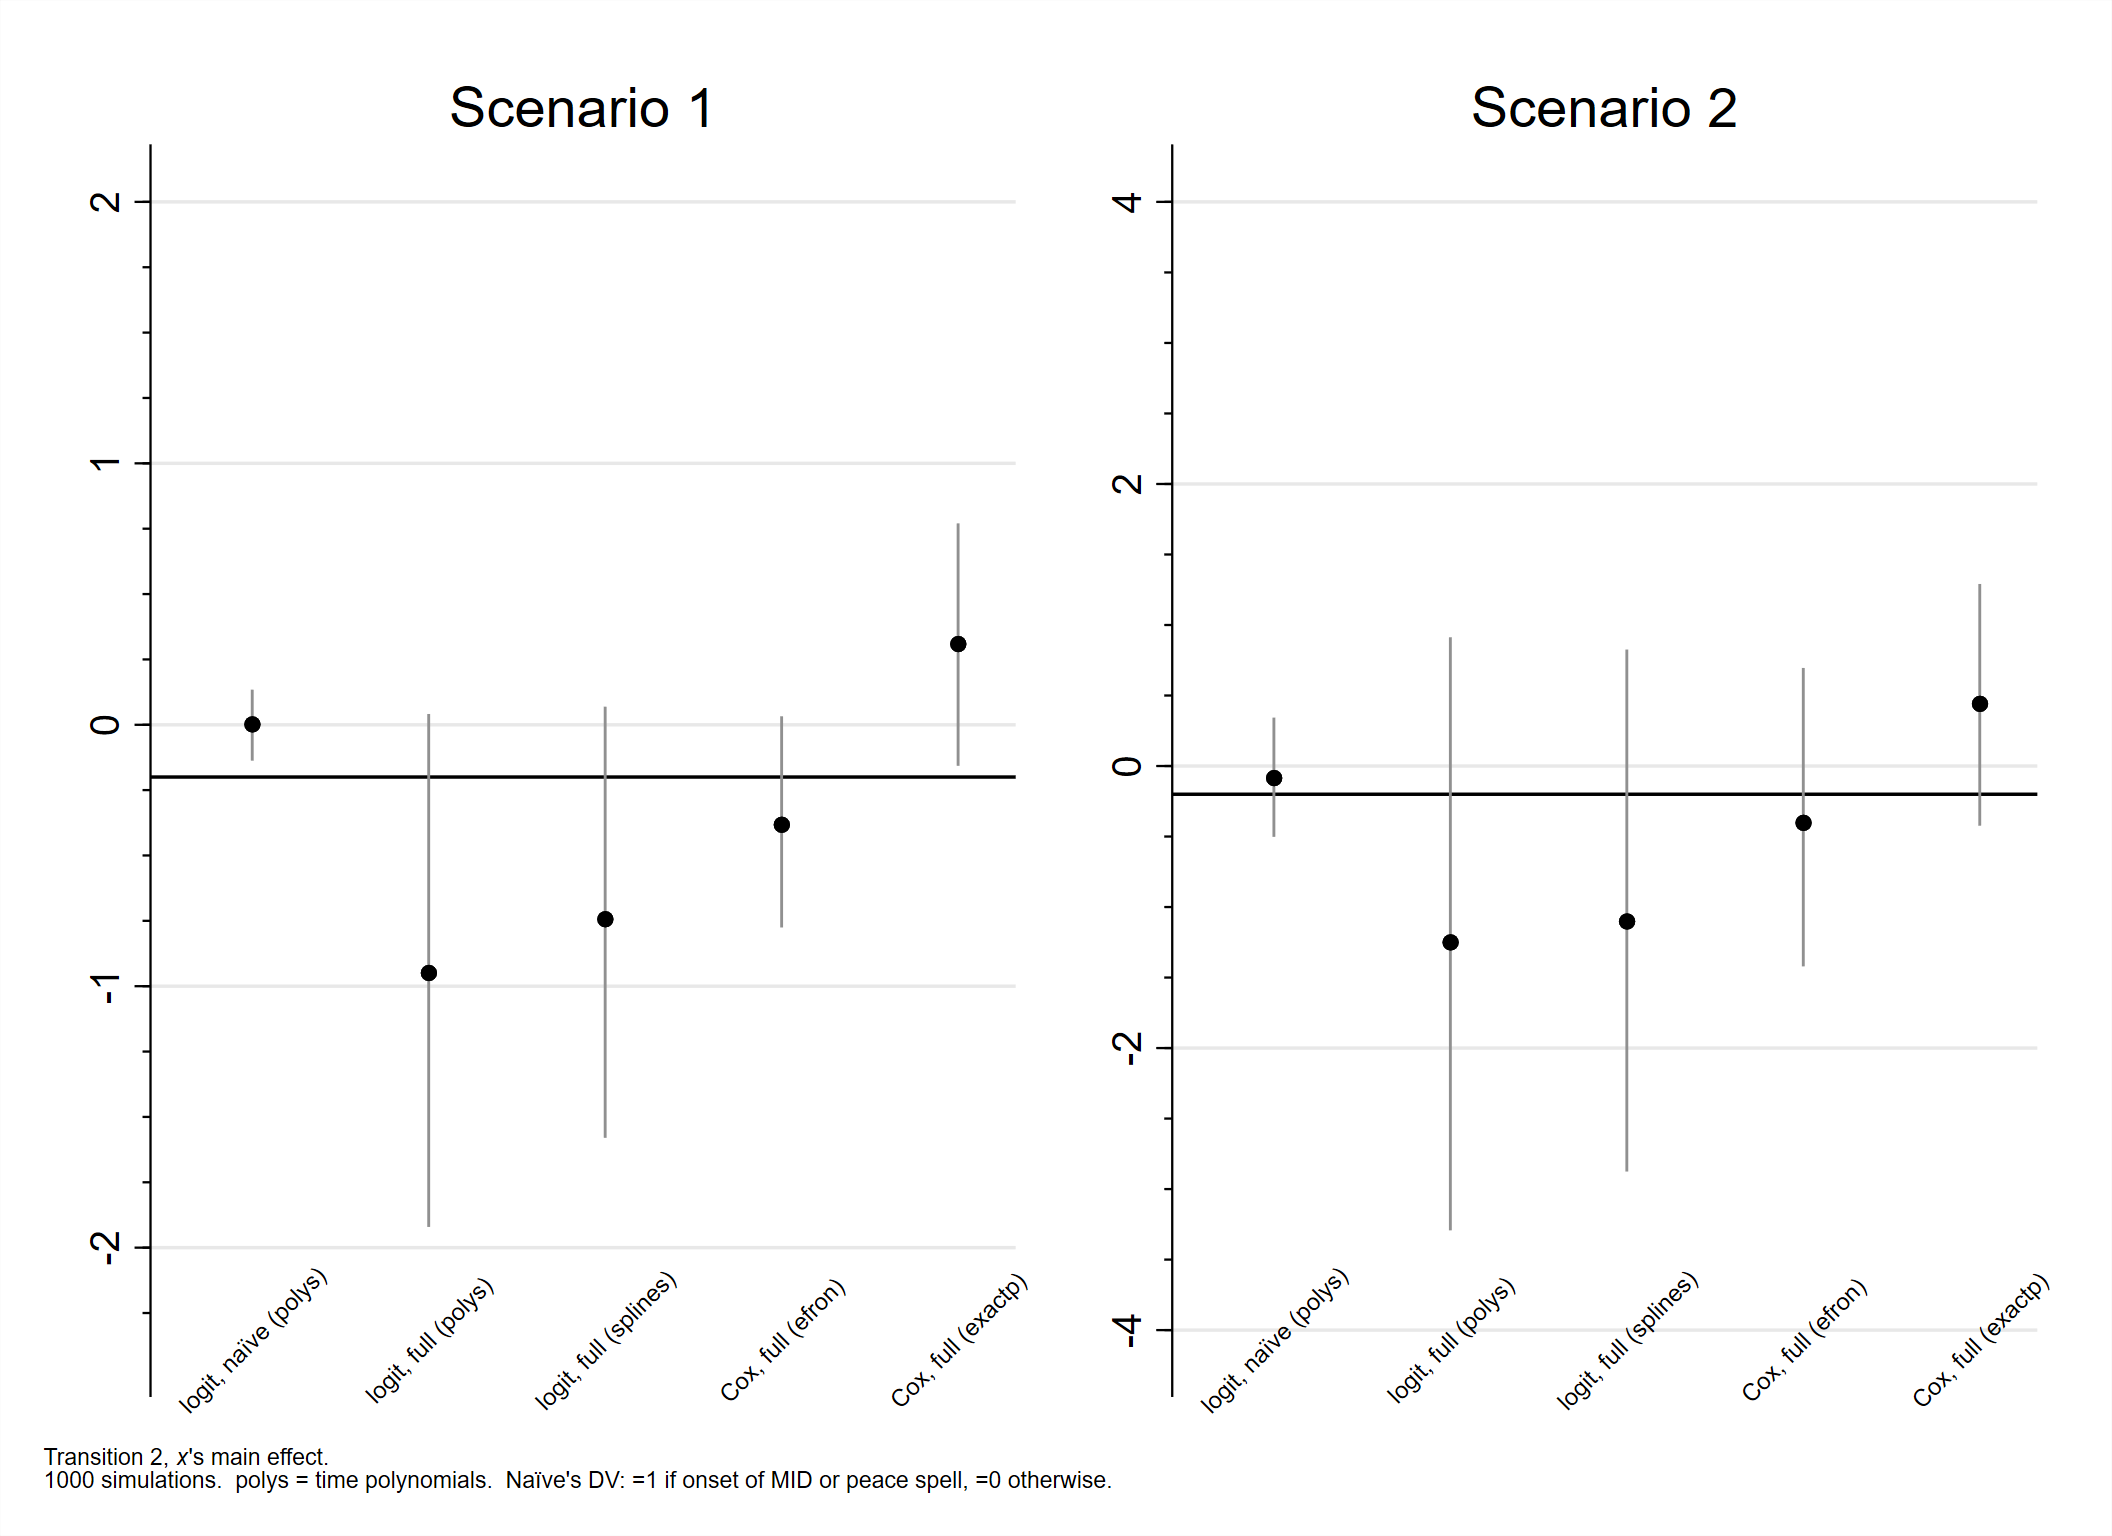 Scenario 1
2
1
0
-1
-2
logit, naïve (polys)
logit, full (polys)
logit, full (splines)
Cox, full (efron)
Cox, full (exactp)
Scenario 2
4
2
0
-2
-4
logit, naïve (polys)
logit, full (polys)
logit, full (splines)
Cox, full (efron)
Cox, full (exactp)
Transition 2, x's main effect.
1000 simulations.  polys = time polynomials.  Naïve's DV: =1 if onset of MID or peace spell, =0 otherwise.